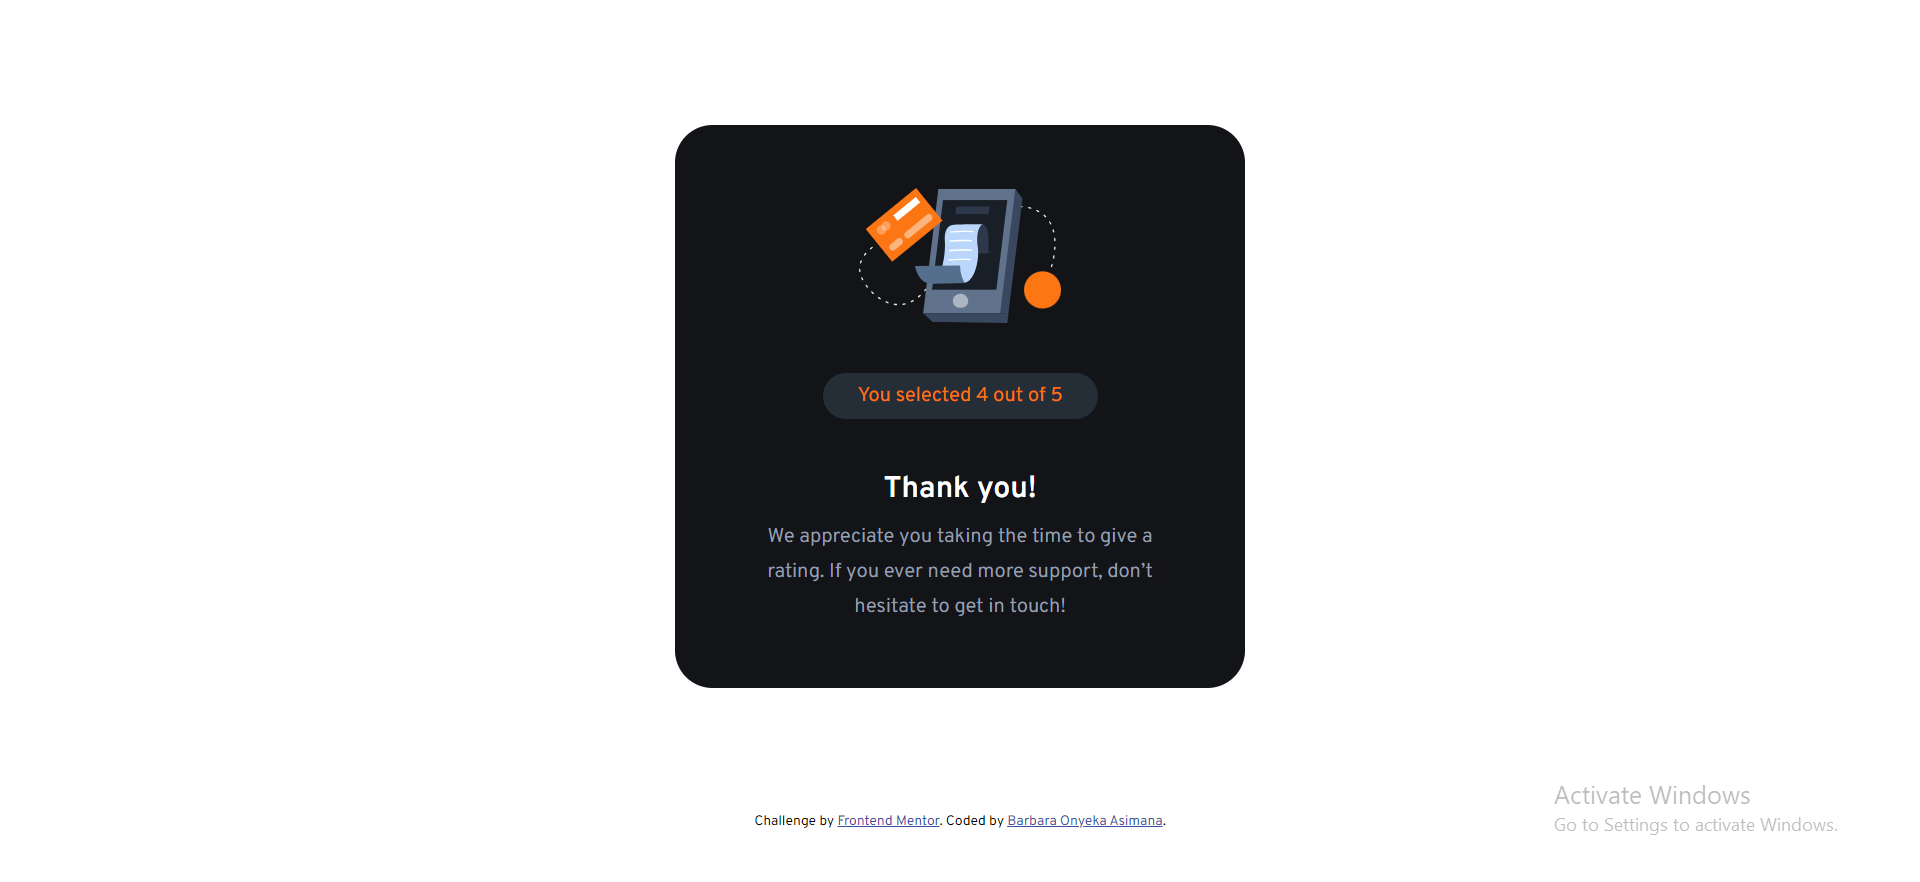 You selected 4 out of 5
Thank you!
We appreciate you taking the time to give a
rating. If you ever need more support, don’t
hesitate to get in touch!
Challenge by Frontend Mentor. Coded by Barbara Onyeka Asimana.
Activate Windows
Go to Settings to activate Windows.